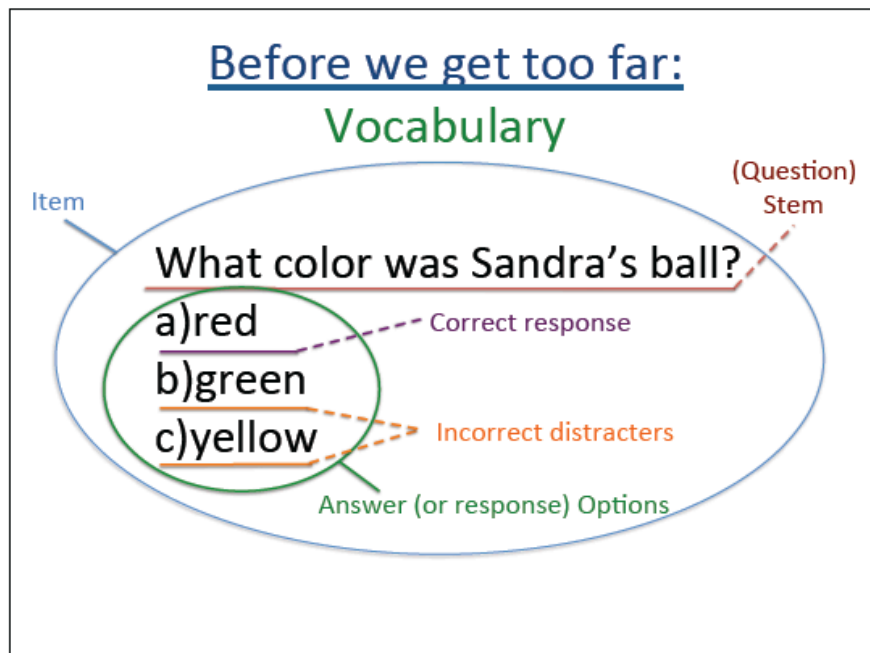 Before we get too far:
Vocabulary
(Question)
Stem
Item
What color was Sandra’s ball?
a)red
Correct response
b)green
c)yellow
Incorrect distracters
Answer (or response) Options